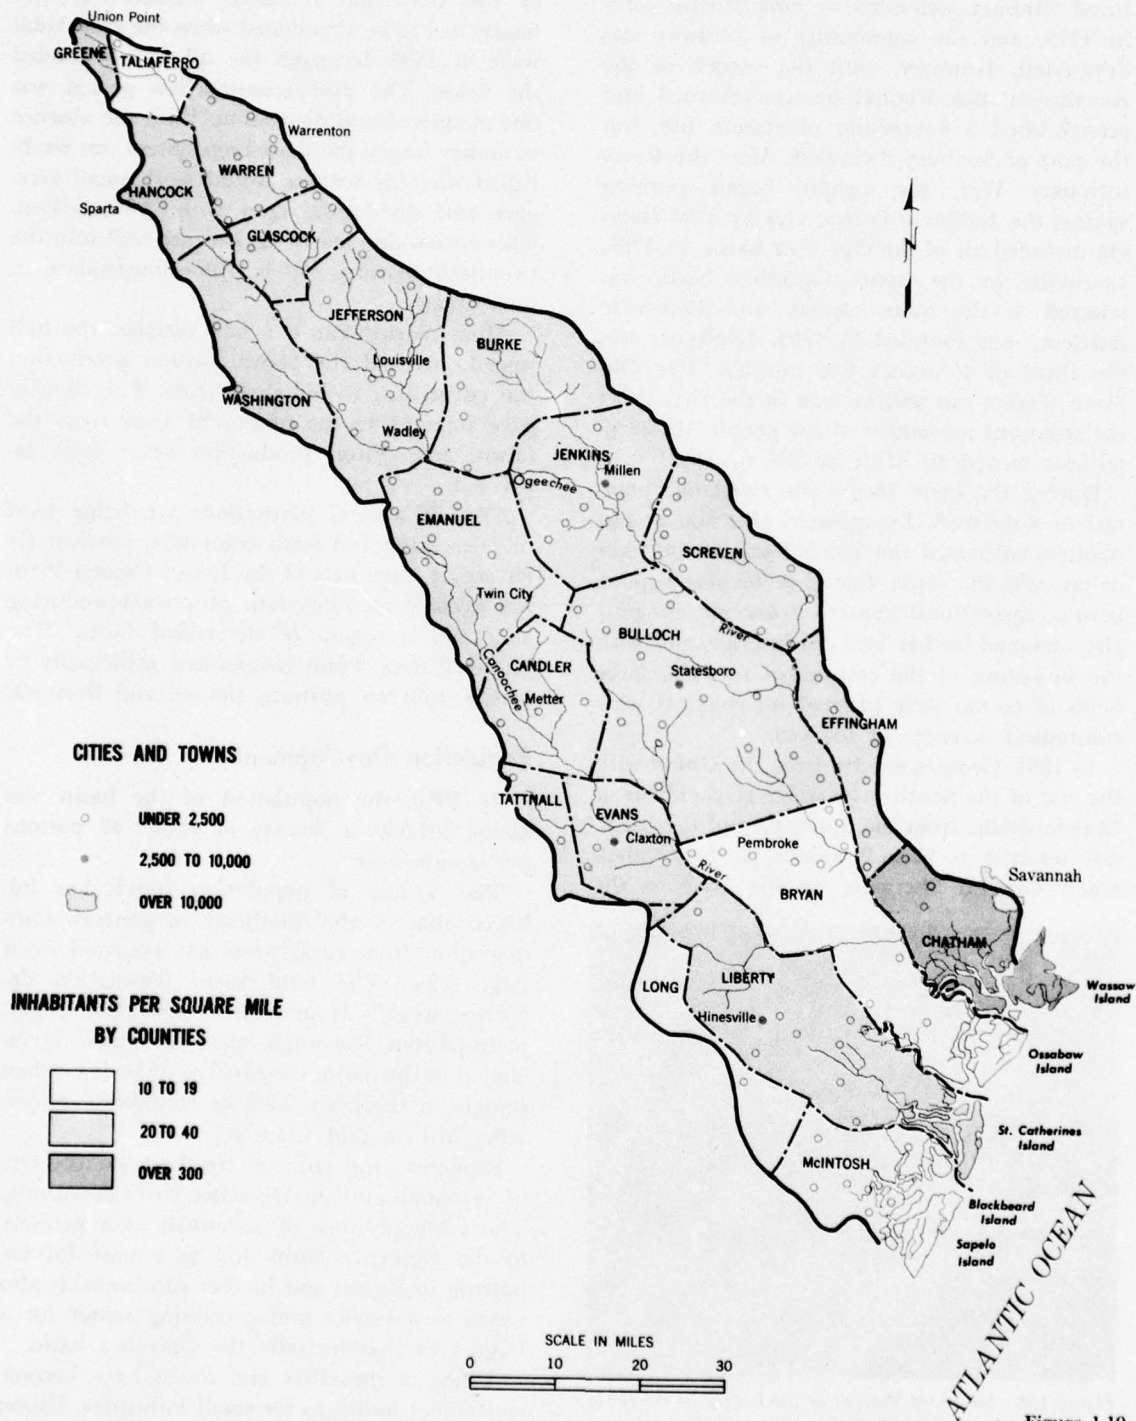 Union Point
GREENE
TALIAFERRO
Warrenton
WARREN
HANCOCK
Sparta
GLASCOCK
JEFFERSON
BURKE
Louisville
WASHINGTON
Wadley
JENKINS
Millen
Ogeechee
EMANUEL
SCREVEN
Twin City
BULLOCH
River
CANDLER
Statesboro
Canoochee
Metter
EFFINGHAM
CITIES AND TOWNS
UNDER 2,500
2,500 TO 10,000
OVER 10,000
TATTNALL
EVANS
Claxton
Pembroke
River
BRYAN
Savannah
CHATHAM
LONG
LIBERTY
Wassaw
Island
Hinesville
INHABITANTS PER SQUARE MILE
BY COUNTIES
10 TO 19
20 TO 40
OVER 300
Ossabaw
Island
St. Catherines
Island
McINTOSH
Blackbeard
Island
Sapelo
Island
ATLANTIC OCEAN
N
SCALE IN MILES
0 10 20 30